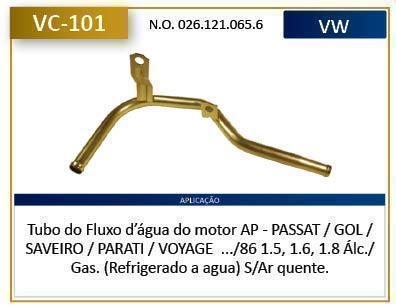 VC-101
N.O. 026.121.065.6
VW
APLICAÇÃO
Tubo do Fluxo d'água do motor AP - PASSAT / GOL /
SAVEIRO / PARATI / VOYAGE .../86 1.5, 1.6, 1.8 Álc./
Gas. (Refrigerado a agua) S/Ar quente.